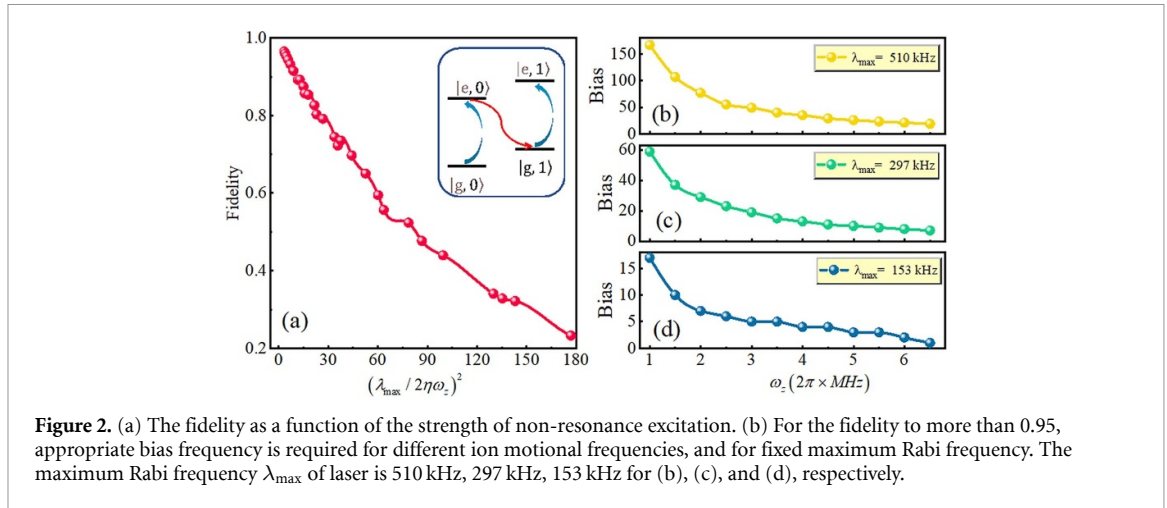 1.0
0.8
0.6
0.4
0.2
Fidelity
|e, 1⟩
|e, 0⟩
|g, 1⟩
|g, 0⟩
(a)
0 30 60 90 120 150 180
(λmax / 2ηωz)²
150
100
50
0
Bias
λmax= 510 kHz
(b)
60
40
20
0
Bias
λmax= 297 kHz
(c)
15
10
5
0
Bias
λmax= 153 kHz
(d)
1 2 3 4 5 6
ωz(2π × MHz)
Figure 2. (a) The fidelity as a function of the strength of non-resonance excitation. (b) For the fidelity to more than 0.95,
appropriate bias frequency is required for different ion motional frequencies, and for fixed maximum Rabi frequency. The
maximum Rabi frequency λmax of laser is 510 kHz, 297 kHz, 153 kHz for (b), (c), and (d), respectively.